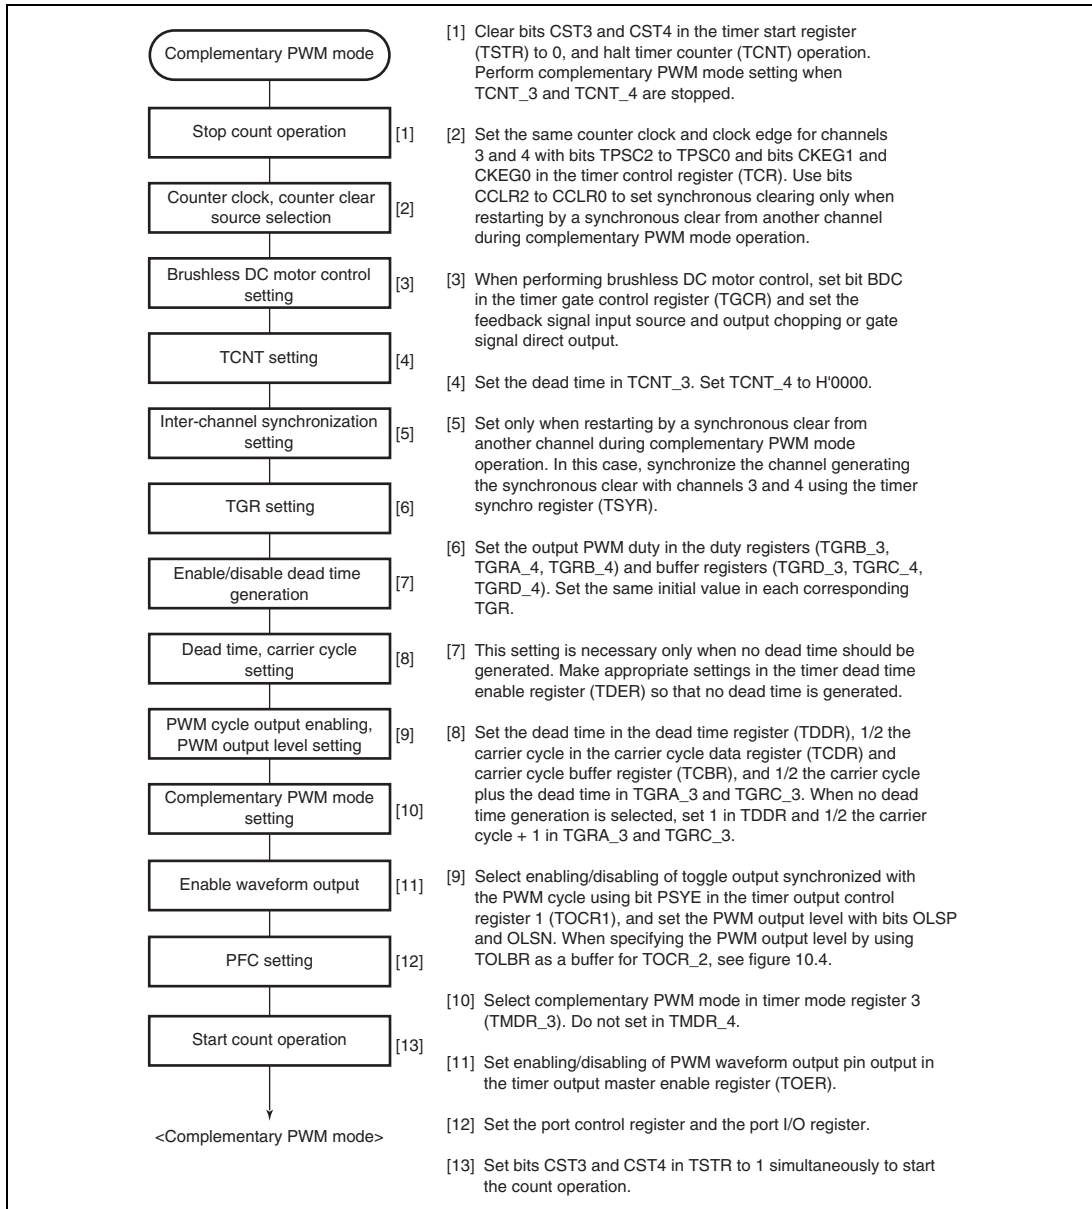 Complementary PWM mode
Stop count operation
[1]
Counter clock, counter clear
source selection
[2]
Brushless DC motor control
setting
[3]
TCNT setting
[4]
Inter-channel synchronization
setting
[5]
TGR setting
[6]
Enable/disable dead time
generation
[7]
Dead time, carrier cycle
setting
[8]
PWM cycle output enabling,
PWM output level setting
[9]
Complementary PWM mode
setting
[10]
Enable waveform output
[11]
PFC setting
[12]
Start count operation
[13]
<Complementary PWM mode>
[1] Clear bits CST3 and CST4 in the timer start register
(TSTR) to 0, and halt timer counter (TCNT) operation.
Perform complementary PWM mode setting when
TCNT_3 and TCNT_4 are stopped.
[2] Set the same counter clock and clock edge for channels
3 and 4 with bits TPSC2 to TPSC0 and bits CKEG1 and
CKEG0 in the timer control register (TCR). Use bits
CCLR2 to CCLR0 to set synchronous clearing only when
restarting by a synchronous clear from another channel
during complementary PWM mode operation.
[3] When performing brushless DC motor control, set bit BDC
in the timer gate control register (TGCR) and set the
feedback signal input source and output chopping or gate
signal direct output.
[4] Set the dead time in TCNT_3. Set TCNT_4 to H'0000.
[5] Set only when restarting by a synchronous clear from
another channel during complementary PWM mode
operation. In this case, synchronize the channel generating
the synchronous clear with channels 3 and 4 using the timer
synchro register (TSYR).
[6] Set the output PWM duty in the duty registers (TGRB_3,
TGRA_4, TGRB_4) and buffer registers (TGRD_3, TGRC_4,
TGRD_4). Set the same initial value in each corresponding
TGR.
[7] This setting is necessary only when no dead time should be
generated. Make appropriate settings in the timer dead time
enable register (TDER) so that no dead time is generated.
[8] Set the dead time in the dead time register (TDDR), 1/2 the
carrier cycle in the carrier cycle data register (TCDR) and
carrier cycle buffer register (TCBR), and 1/2 the carrier cycle
plus the dead time in TGRA_3 and TGRC_3. When no dead
time generation is selected, set 1 in TDDR and 1/2 the carrier
cycle + 1 in TGRA_3 and TGRC_3.
[9] Select enabling/disabling of toggle output synchronized with
the PWM cycle using bit PSYE in the timer output control
register 1 (TOCR1), and set the PWM output level with bits OLSP
and OLSN. When specifying the PWM output level by using
TOLBR as a buffer for TOCR_2, see figure 10.4.
[10] Select complementary PWM mode in timer mode register 3
(TMDR_3). Do not set in TMDR_4.
[11] Set enabling/disabling of PWM waveform output pin output in
the timer output master enable register (TOER).
[12] Set the port control register and the port I/O register.
[13] Set bits CST3 and CST4 in TSTR to 1 simultaneously to start
the count operation.